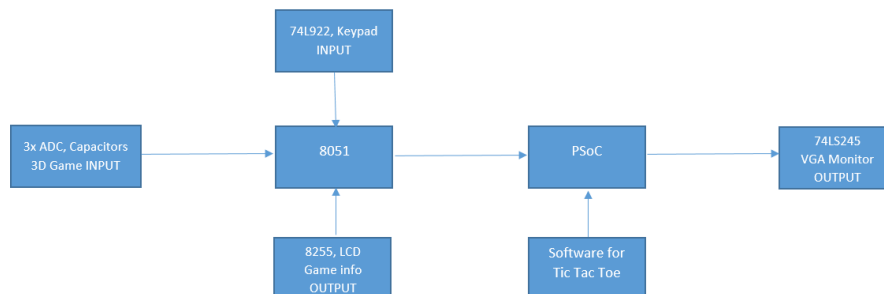 74L922, Keypad
INPUT
3x ADC, Capacitors
3D Game INPUT
8051
PSoC
74LS245
VGA Monitor
OUTPUT
8255, LCD
Game info
OUTPUT
Software for
Tic Tac Toe